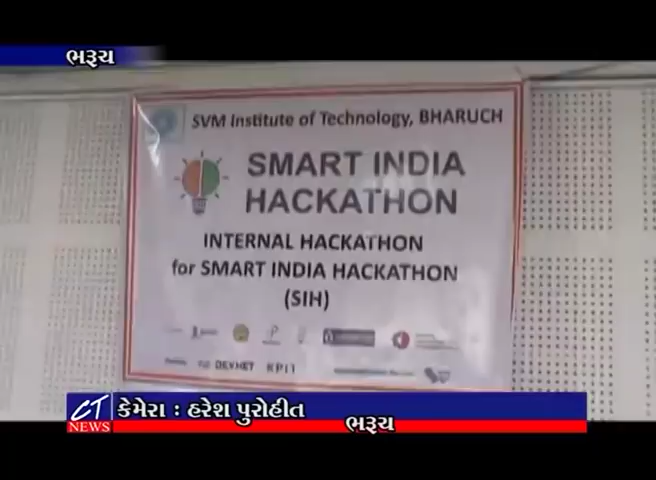 ભરૂચ
SVM Institute of Technology, BHARUCH
SMART INDIA
HACKATHON
INTERNAL HACKATHON
for SMART INDIA HACKATHON
(SIH)
DEVNET KPIT
CT કેમેરા : હરેશ પુરોહીત
NEWS
ભરૂચ